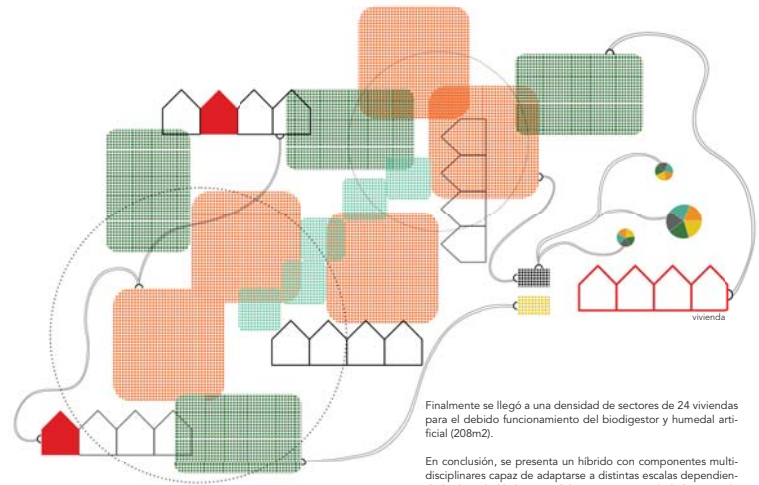 vivienda
Finalmente se llegó a una densidad de sectores de 24 viviendas
para el debido funcionamiento del biodigestor y humedal arti-
ficial (208m2).
En conclusión, se presenta un híbrido con componentes multi-
disciplinares capaz de adaptarse a distintas escalas dependien-